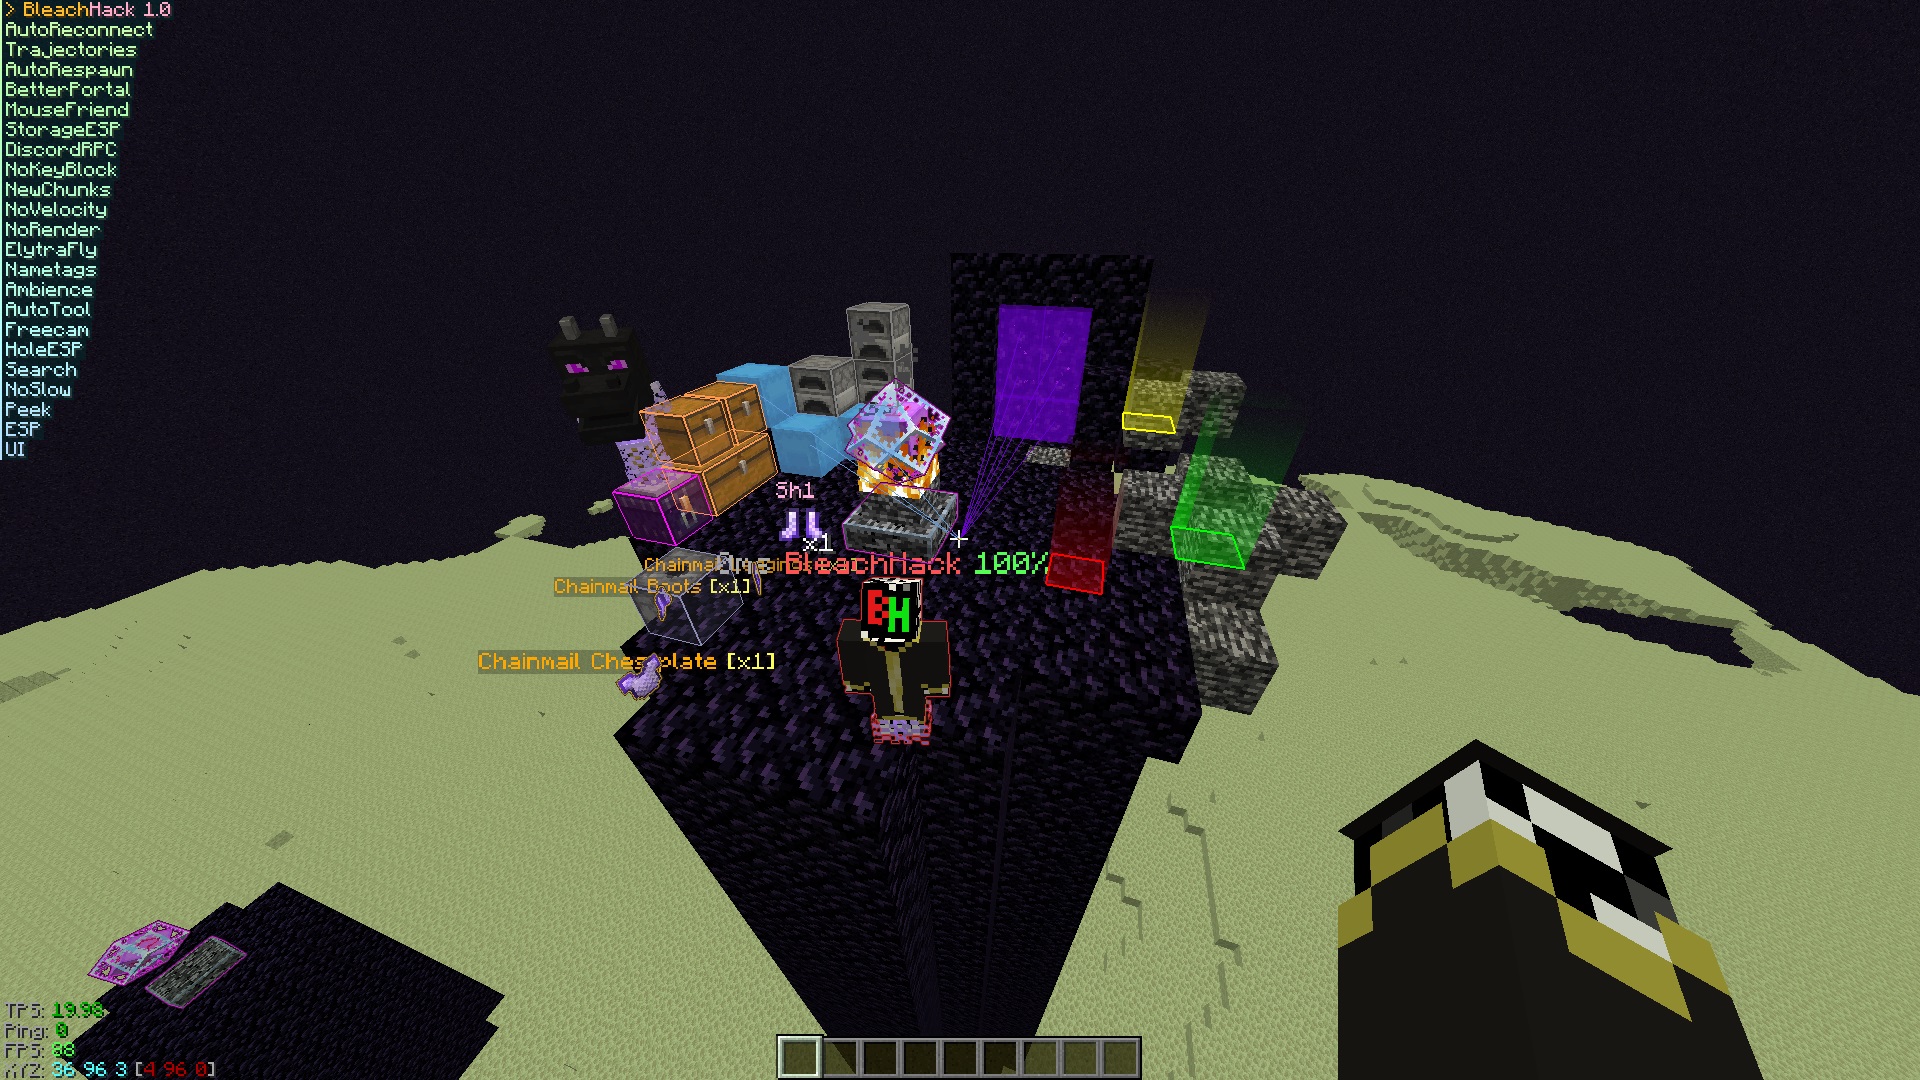 > BleachHack 1.0
AutoReconnect
Trajectories
AutoRespawn
BetterPortal
MouseFriend
StorageESP
DiscordRPC
NoKeyBlock
NewChunks
NoVelocity
NoRender
ElytraFly
Nametags
Ambience
AutoTool
Freecam
HoleESP
Search
NoSlow
Peek
ESP
UI
Sh1
x1
BleachHack 100%
Chainmail Boots [x1]
Chainmail Chestplate [x1]
BH
TPS: 19.98
Ping: 0
FPS: 88
XYZ: 36 96 3 [4 96 0]